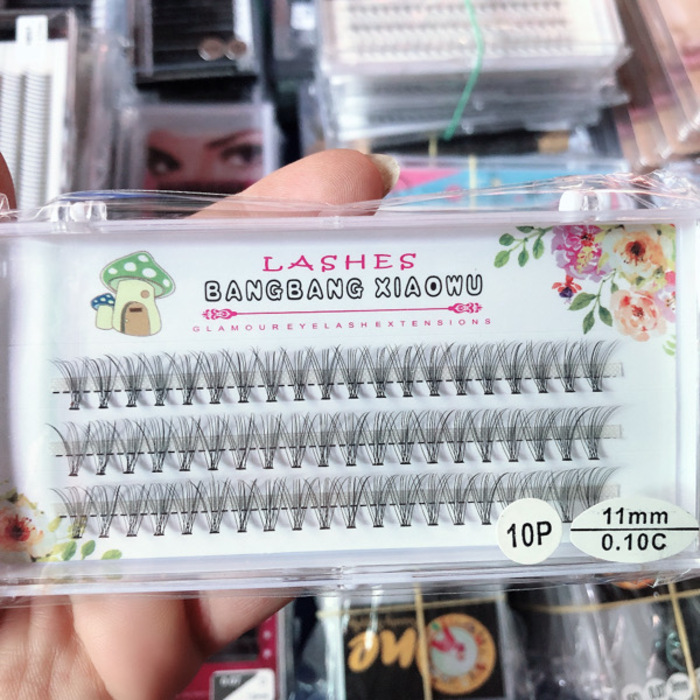 LASHES
BANGBANG XIAOWU
GLAMOUREYELASHEXTENSIONS
10P
11mm
0.10C